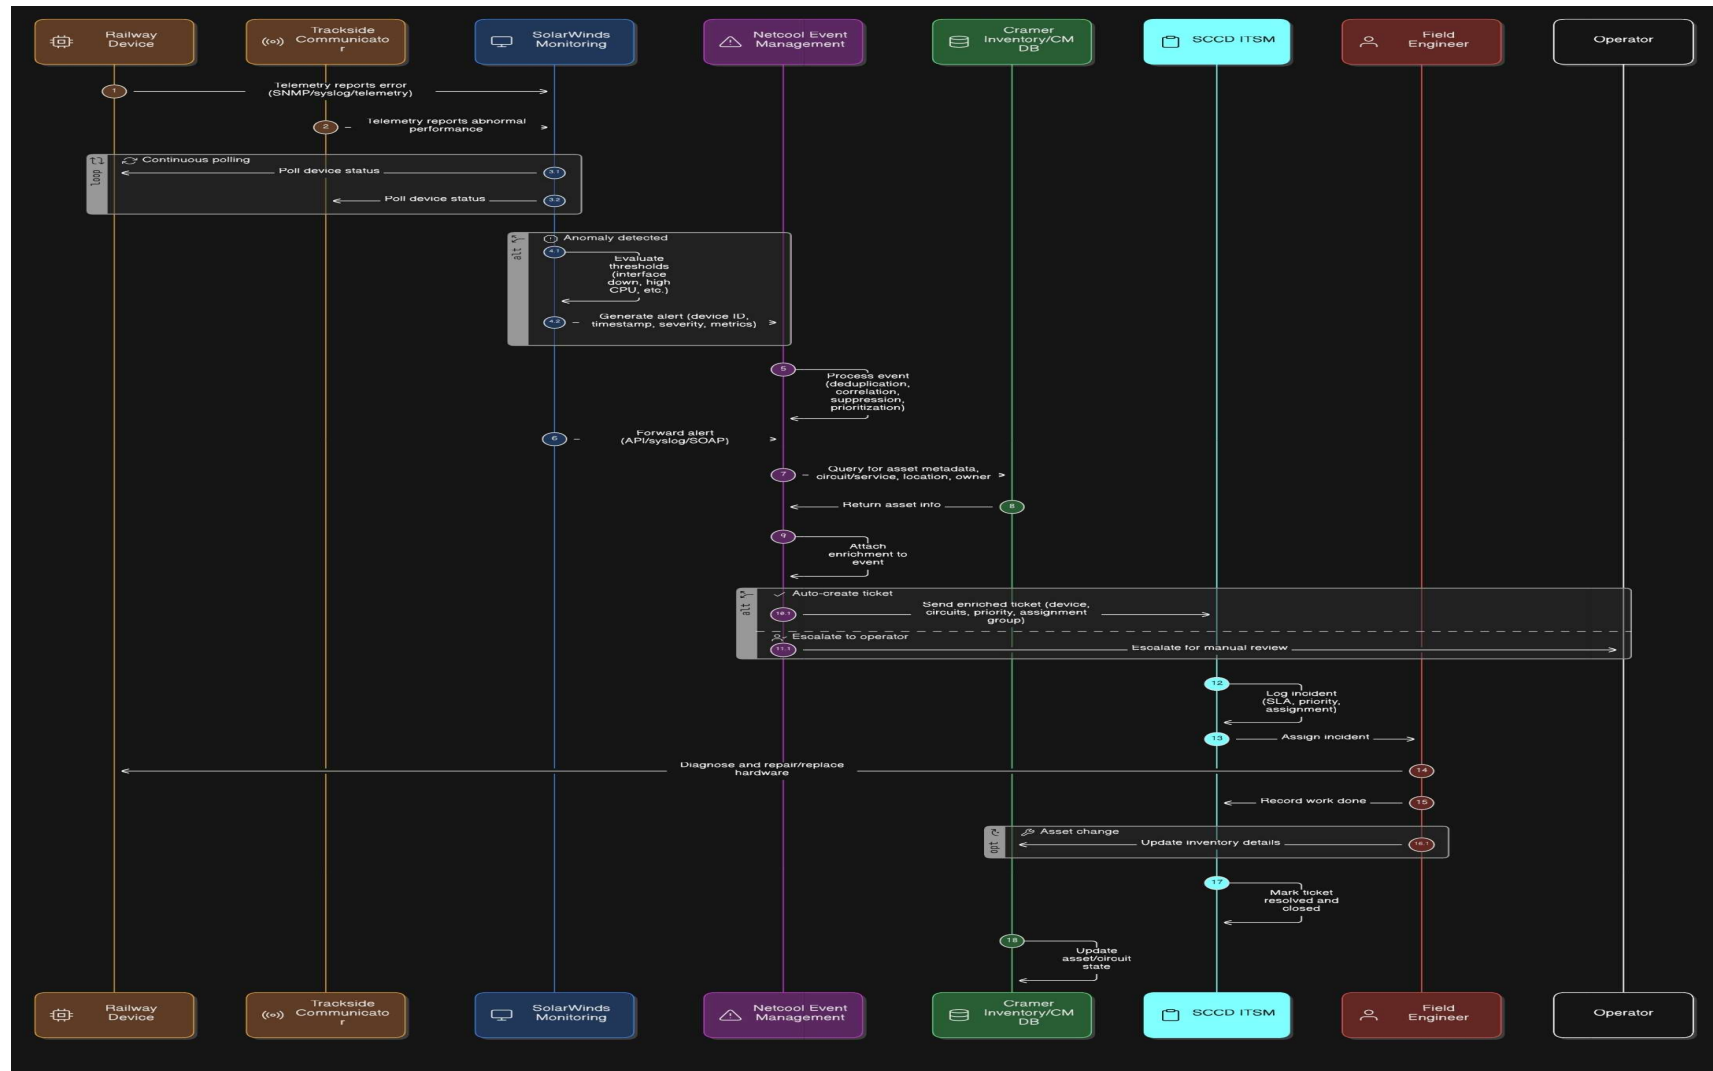 Railway
Device
Trackside
Communicato
r
SolarWinds
Monitoring
Netcool Event
Management
Cramer
Inventory/CM
DB
SCCD ITSM
Field
Engineer
Operator
1
Telemetry reports error
(SNMP/syslog/telemetry)
2
Telemetry reports abnormal
performance
loop
Continuous polling
Poll device status
3.1
Poll device status
3.2
alt
Anomaly detected
4.1
Evaluate
thresholds
(interface
down, high
CPU, etc.)
4.2
Generate alert (device ID,
timestamp, severity, metrics)
5
Process event
(deduplication,
correlation,
suppression,
prioritization)
6
Forward alert
(API/syslog/SOAP)
7
Query for asset metadata,
circuit/service, location, owner
Return asset info
8
9
Attach
enrichment to
event
alt
Auto-create ticket
10.1
Send enriched ticket (device,
circuits, priority, assignment
group)
Escalate to operator
11.1
Escalate for manual review
12
Log incident
(SLA, priority,
assignment)
13
Assign incident
Diagnose and repair/replace
hardware
14
Record work done
15
opt
Asset change
Update inventory details
16.1
17
Mark ticket
resolved and
closed
18
Update
asset/circuit
state
Railway
Device
Trackside
Communicato
r
SolarWinds
Monitoring
Netcool Event
Management
Cramer
Inventory/CM
DB
SCCD ITSM
Field
Engineer
Operator